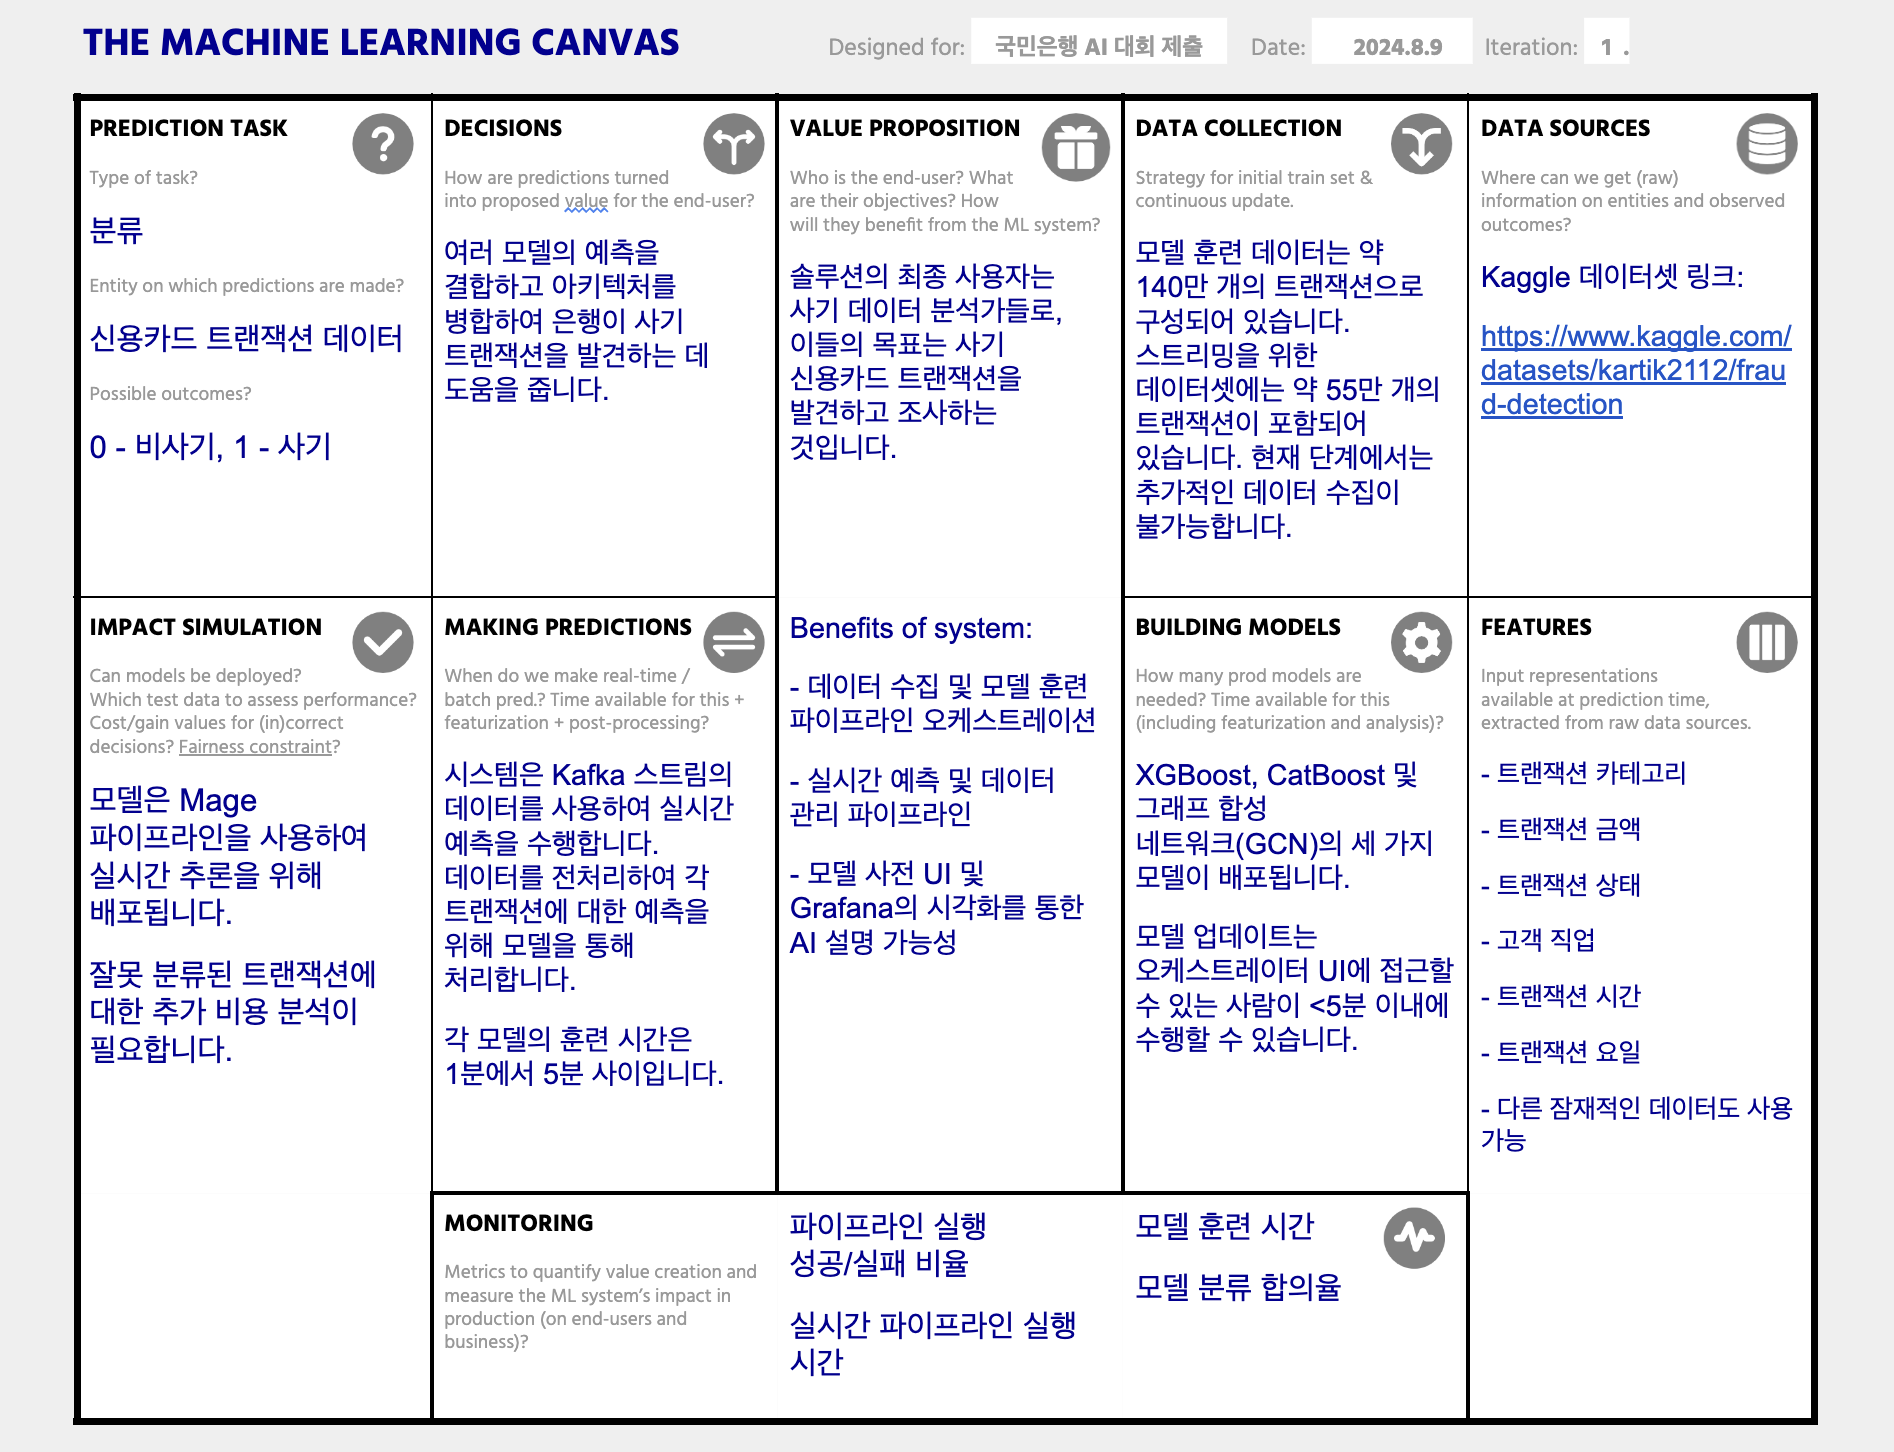 THE MACHINE LEARNING CANVAS
Designed for: 국민은행 AI 대회 제출 Date: 2024.8.9 Iteration: 1 .
PREDICTION TASK
Type of task?
분류
Entity on which predictions are made?
신용카드 트랜잭션 데이터
Possible outcomes?
0 - 비사기, 1 - 사기
DECISIONS
How are predictions turned
into proposed value for the end-user?
여러 모델의 예측을
결합하고 아키텍처를
병합하여 은행이 사기
트랜잭션을 발견하는 데
도움을 줍니다.
VALUE PROPOSITION
Who is the end-user? What
are their objectives? How
will they benefit from the ML system?
솔루션의 최종 사용자는
사기 데이터 분석가들로,
이들의 목표는 사기
신용카드 트랜잭션을
발견하고 조사하는
것입니다.
DATA COLLECTION
Strategy for initial train set &
continuous update.
모델 훈련 데이터는 약
140만 개의 트랜잭션으로
구성되어 있습니다.
스트리밍을 위한
데이터셋에는 약 55만 개의
트랜잭션이 포함되어
있습니다. 현재 단계에서는
추가적인 데이터 수집이
불가능합니다.
DATA SOURCES
Where can we get (raw)
information on entities and observed
outcomes?
Kaggle 데이터셋 링크:
https://www.kaggle.com/
datasets/kartik2112/frau
d-detection
IMPACT SIMULATION
Can models be deployed?
Which test data to assess performance?
Cost/gain values for (in)correct
decisions? Fairness constraint?
모델은 Mage
파이프라인을 사용하여
실시간 추론을 위해
배포됩니다.
잘못 분류된 트랜잭션에
대한 추가 비용 분석이
필요합니다.
MAKING PREDICTIONS
When do we make real-time /
batch pred.? Time available for this +
featurization + post-processing?
시스템은 Kafka 스트림의
데이터를 사용하여 실시간
예측을 수행합니다.
데이터를 전처리하여 각
트랜잭션에 대한 예측을
위해 모델을 통해
처리합니다.
각 모델의 훈련 시간은
1분에서 5분 사이입니다.
Benefits of system:
- 데이터 수집 및 모델 훈련
파이프라인 오케스트레이션
- 실시간 예측 및 데이터
관리 파이프라인
- 모델 사전 UI 및
Grafana의 시각화를 통한
AI 설명 가능성
BUILDING MODELS
How many prod models are
needed? Time available for this
(including featurization and analysis)?
XGBoost, CatBoost 및
그래프 합성
네트워크(GCN)의 세 가지
모델이 배포됩니다.
모델 업데이트는
오케스트레이터 UI에 접근할
수 있는 사람이 <5분 이내에
수행할 수 있습니다.
FEATURES
Input representations
available at prediction time,
extracted from raw data sources.
- 트랜잭션 카테고리
- 트랜잭션 금액
- 트랜잭션 상태
- 고객 직업
- 트랜잭션 시간
- 트랜잭션 요일
- 다른 잠재적인 데이터도 사용
가능
MONITORING
Metrics to quantify value creation and
measure the ML system's impact in
production (on end-users and
business)?
파이프라인 실행
성공/실패 비율
실시간 파이프라인 실행
시간
모델 훈련 시간
모델 분류 합의율